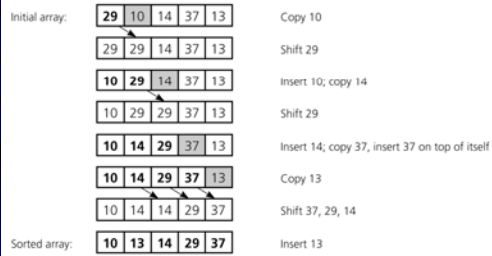 Initial array: 29 10 14 37 13 Copy 10
29 29 14 37 13 Shift 29
10 29 14 37 13 Insert 10; copy 14
10 29 29 37 13 Shift 29
10 14 29 37 13 Insert 14; copy 37, insert 37 on top of itself
10 14 29 37 13 Copy 13
10 14 14 29 37 Shift 37, 29, 14
Sorted array: 10 13 14 29 37 Insert 13